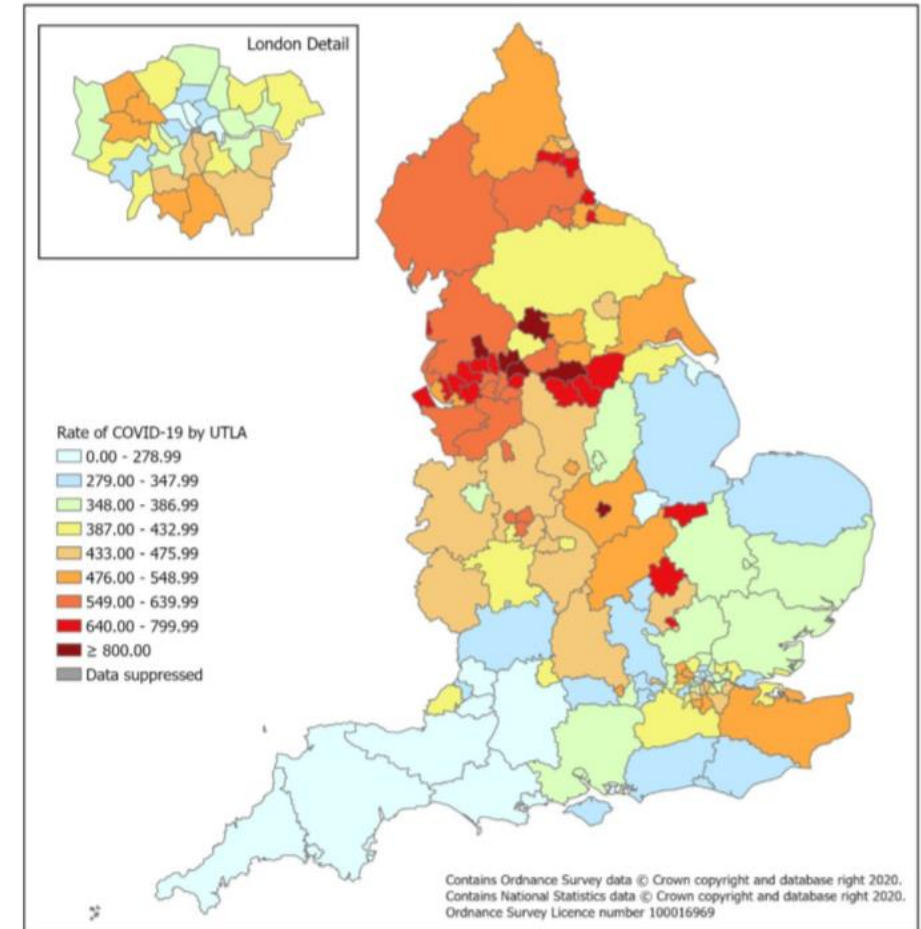 London Detail
Rate of COVID-19 by UTLA
0.00 - 278.99
279.00 - 347.99
348.00 - 386.99
387.00 - 432.99
433.00 - 475.99
476.00 - 548.99
549.00 - 639.99
640.00 - 799.99
≥ 800.00
Data suppressed
Contains Ordnance Survey data © Crown copyright and database right 2020.
Contains National Statistics data © Crown copyright and database right 2020.
Ordnance Survey Licence number 100016969